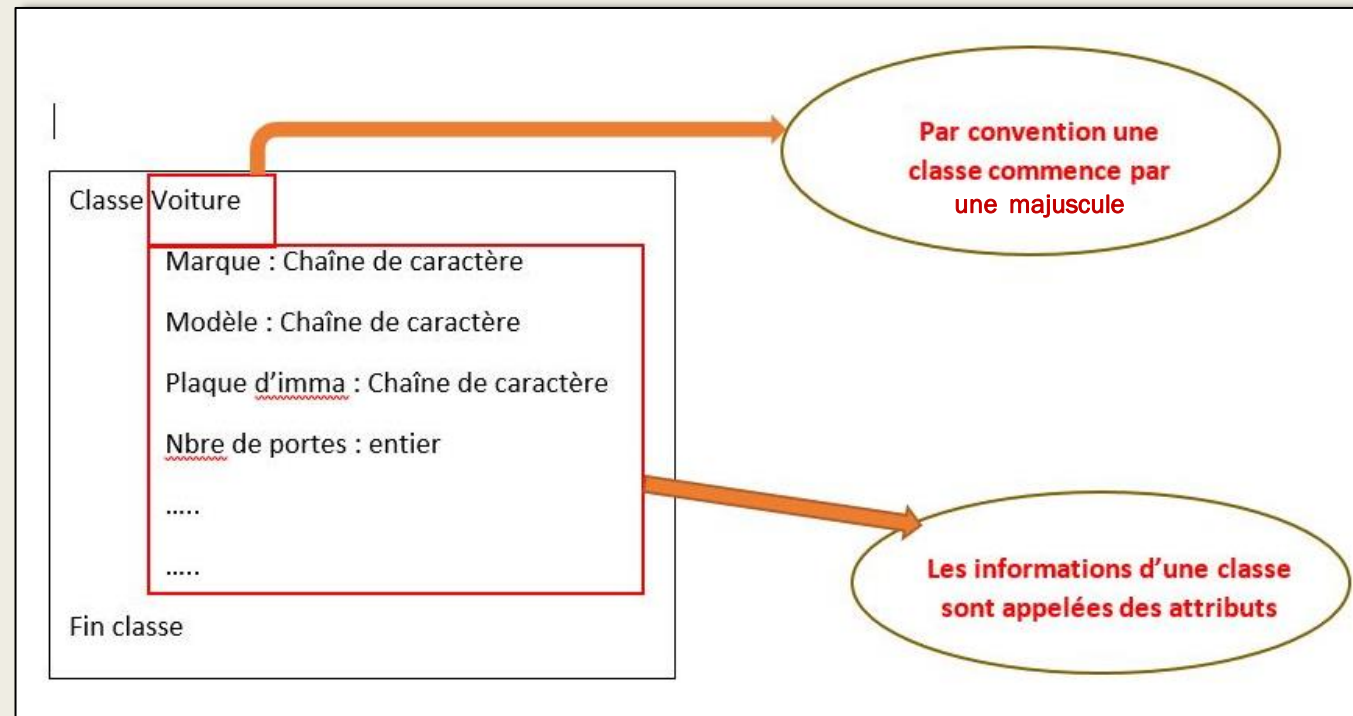 Par convention une
classe commence par
une majuscule
Classe Voiture
Marque : Chaîne de caractère
Modèle : Chaîne de caractère
Plaque d'imma : Chaîne de caractère
Nbre de portes : entier
.....
.....
Fin classe
Les informations d'une classe
sont appelées des attributs